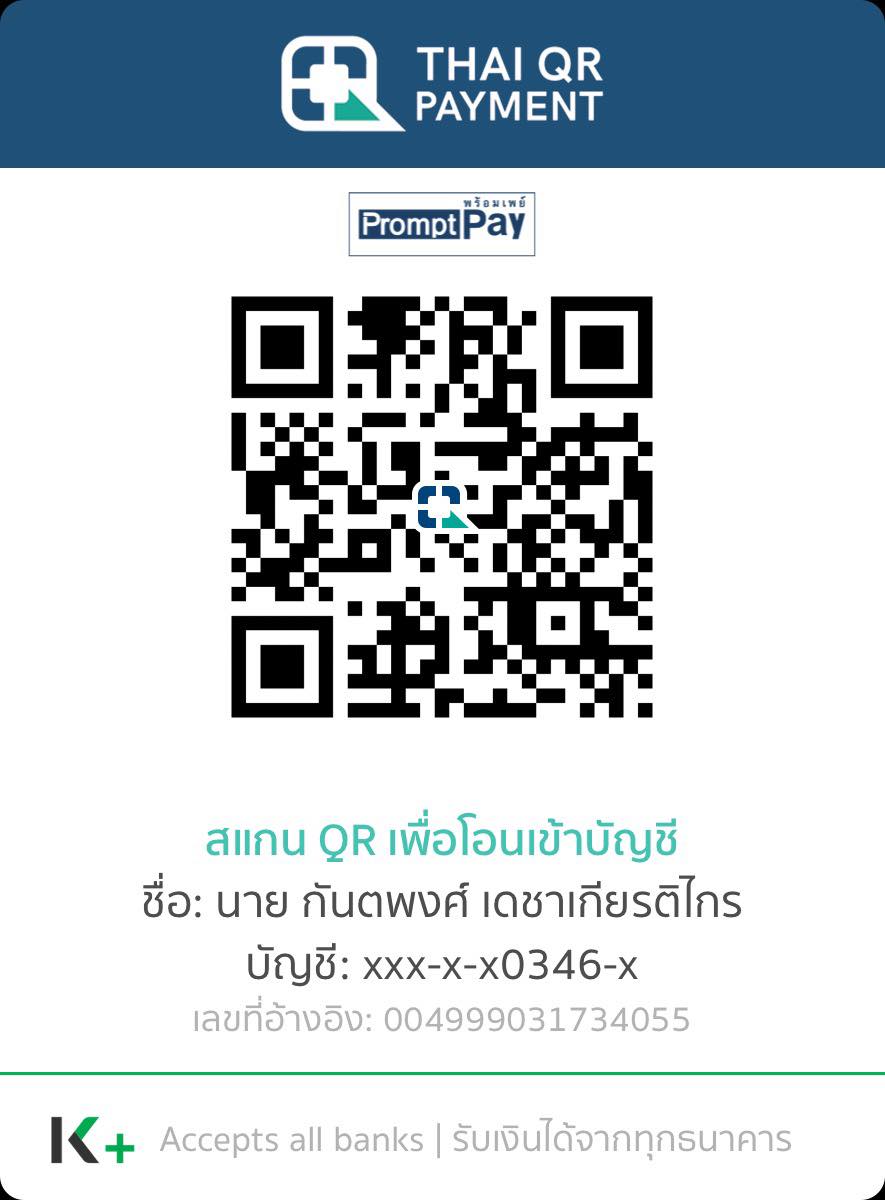 THAI QR
PAYMENT
พร้อมเพย์
PromptPay
สแกน QR เพื่อโอนเข้าบัญชี
ชื่อ: นาย กันตพงศ์ เดชาเกียรติไกร
บัญชี: xxx-x-x0346-x
เลขที่อ้างอิง: 004999031734055
K+ Accepts all banks | รับเงินได้จากทุกธนาคาร